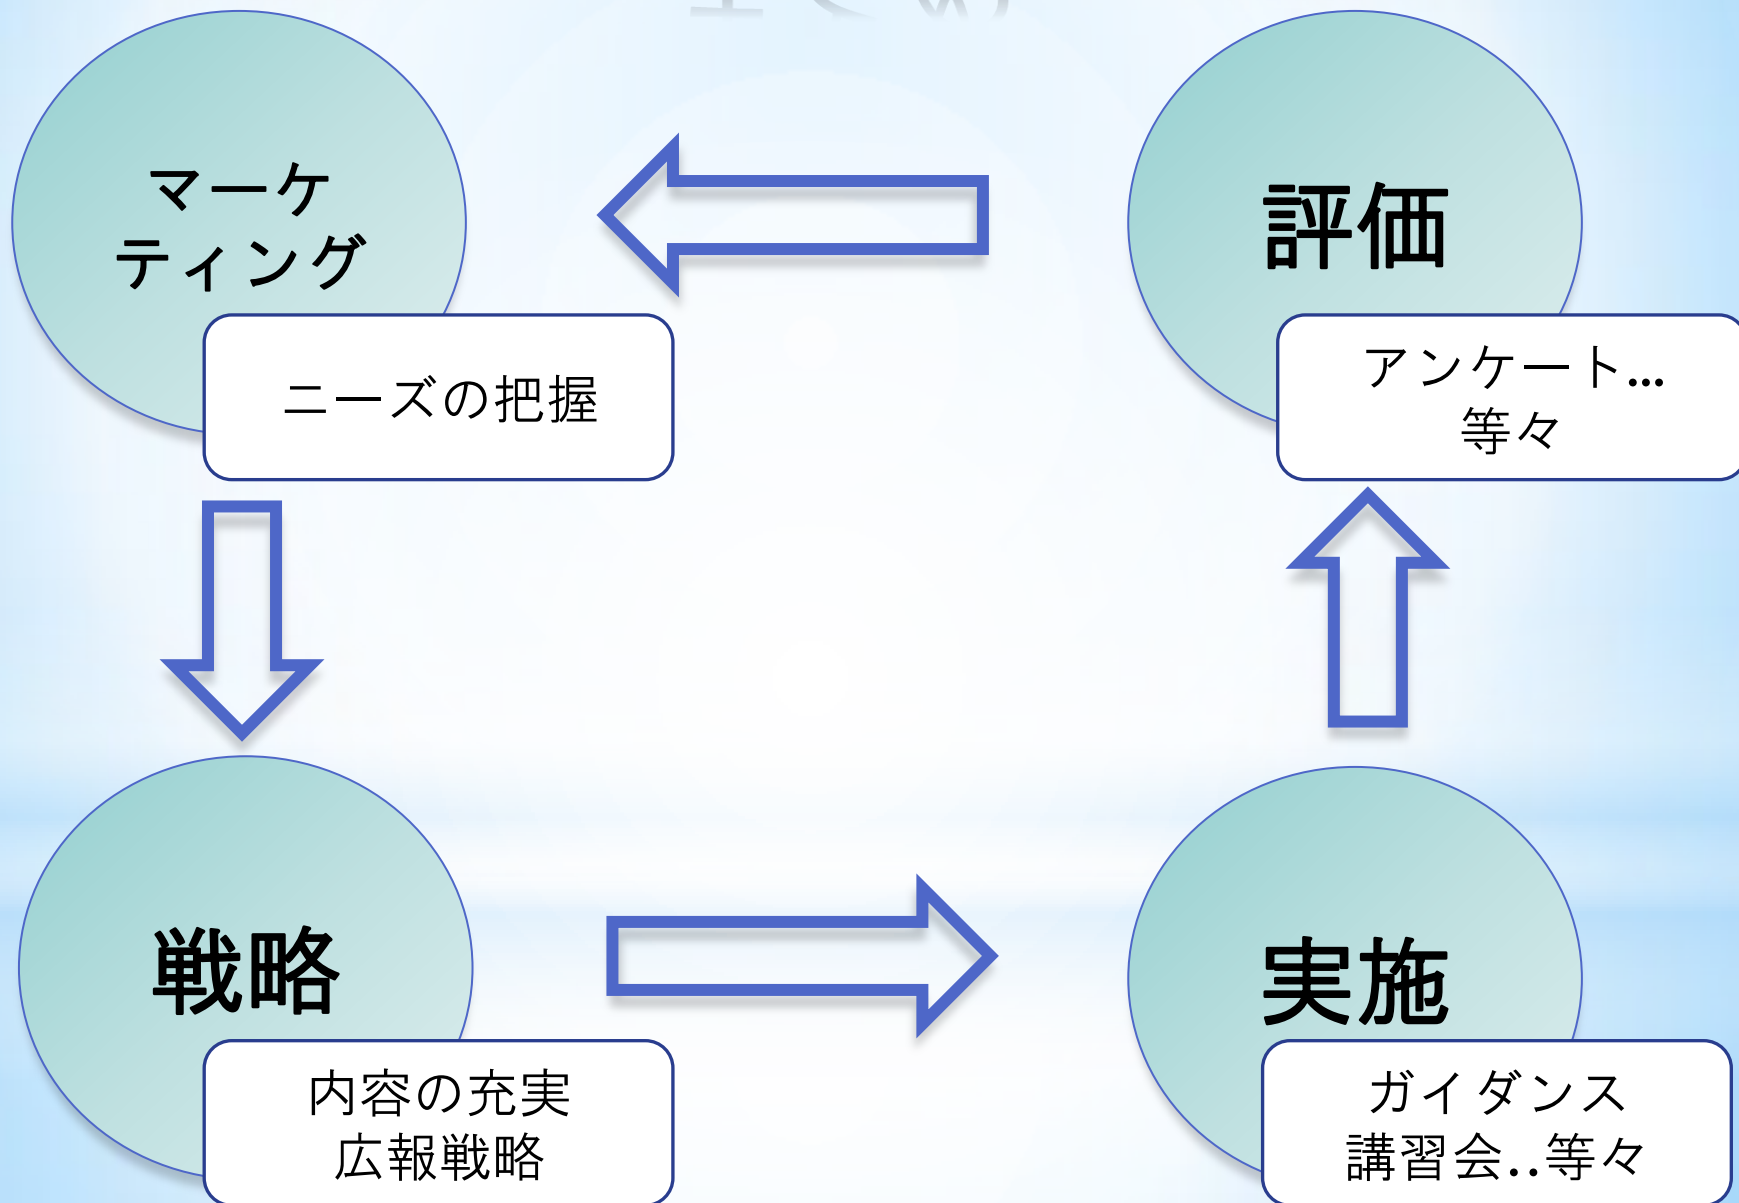 マーケ
ティング
ニーズの把握
評価
アンケート…
等々
戦略
内容の充実
広報戦略
実施
ガイダンス
講習会‥等々